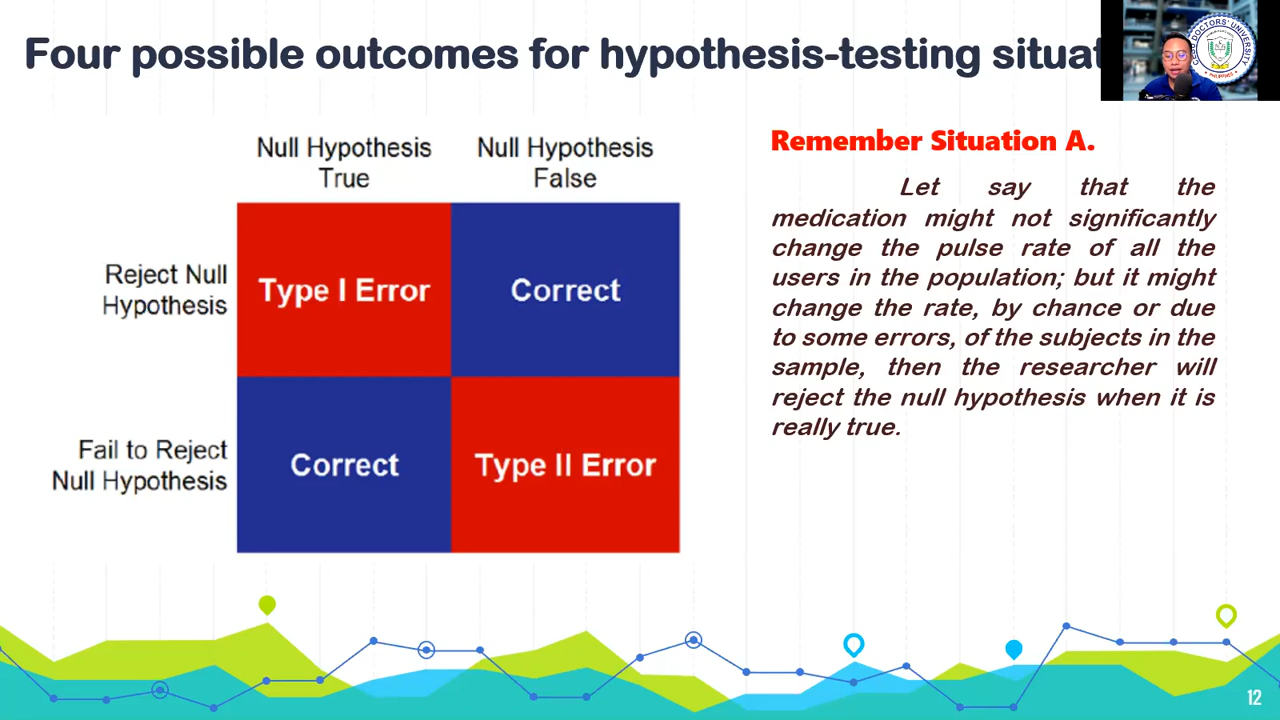 Four possible outcomes for hypothesis-testing situat
CEBU DOCTORS' UNIVERSITY
PHILIPPINES
Null Hypothesis
True
Null Hypothesis
False
Reject Null
Hypothesis
Type I Error
Correct
Fail to Reject
Null Hypothesis
Correct
Type II Error
Remember Situation A.
Let say that the
medication might not significantly
change the pulse rate of all the
users in the population; but it might
change the rate, by chance or due
to some errors, of the subjects in the
sample, then the researcher will
reject the null hypothesis when it is
really true.
12